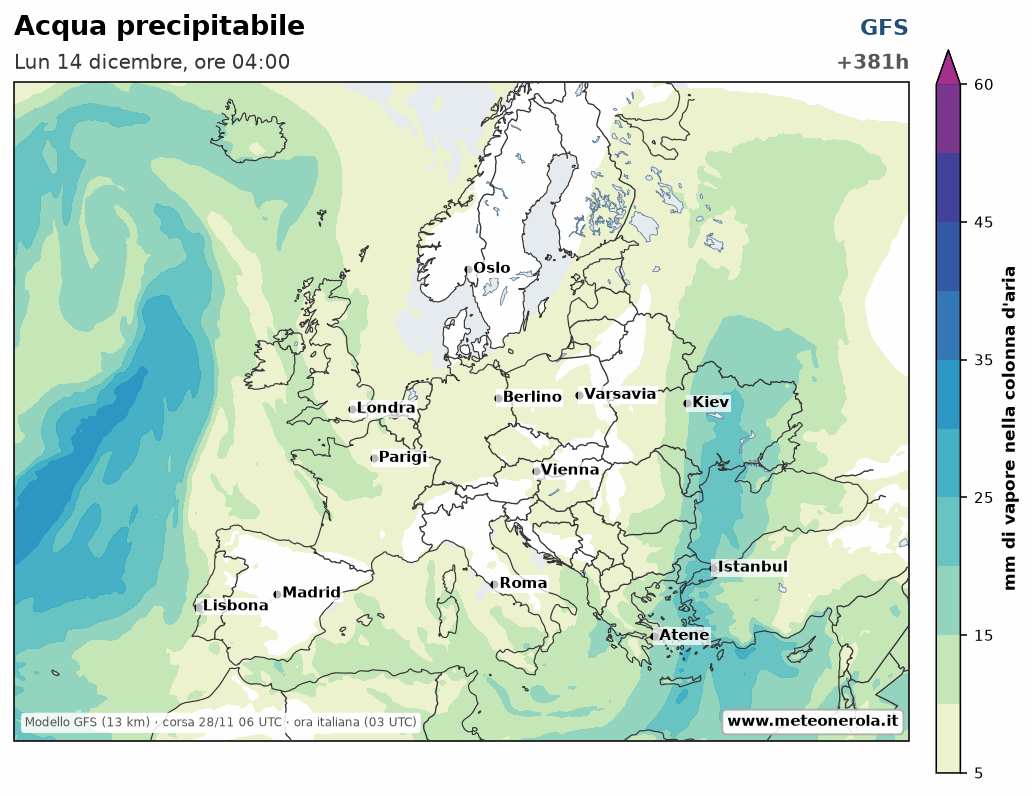 Acqua precipitabile
GFS
Lun 14 dicembre, ore 04:00
+381h
60
45
35
25
15
5
mm di vapore nella colonna d'aria
Oslo
Berlino
Varsavia
Kiev
Londra
Parigi
Vienna
Istanbul
Roma
Madrid
Lisbona
Atene
Modello GFS (13 km) · corsa 28/11 06 UTC · ora italiana (03 UTC)
www.meteonerola.it